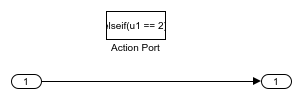 lseif(u1 == 2)
Action Port
1
1